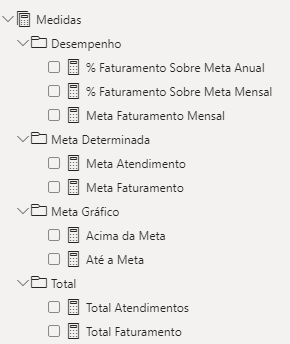 Medidas
Desempenho
% Faturamento Sobre Meta Anual
% Faturamento Sobre Meta Mensal
Meta Faturamento Mensal
Meta Determinada
Meta Atendimento
Meta Faturamento
Meta Gráfico
Acima da Meta
Até a Meta
Total
Total Atendimentos
Total Faturamento